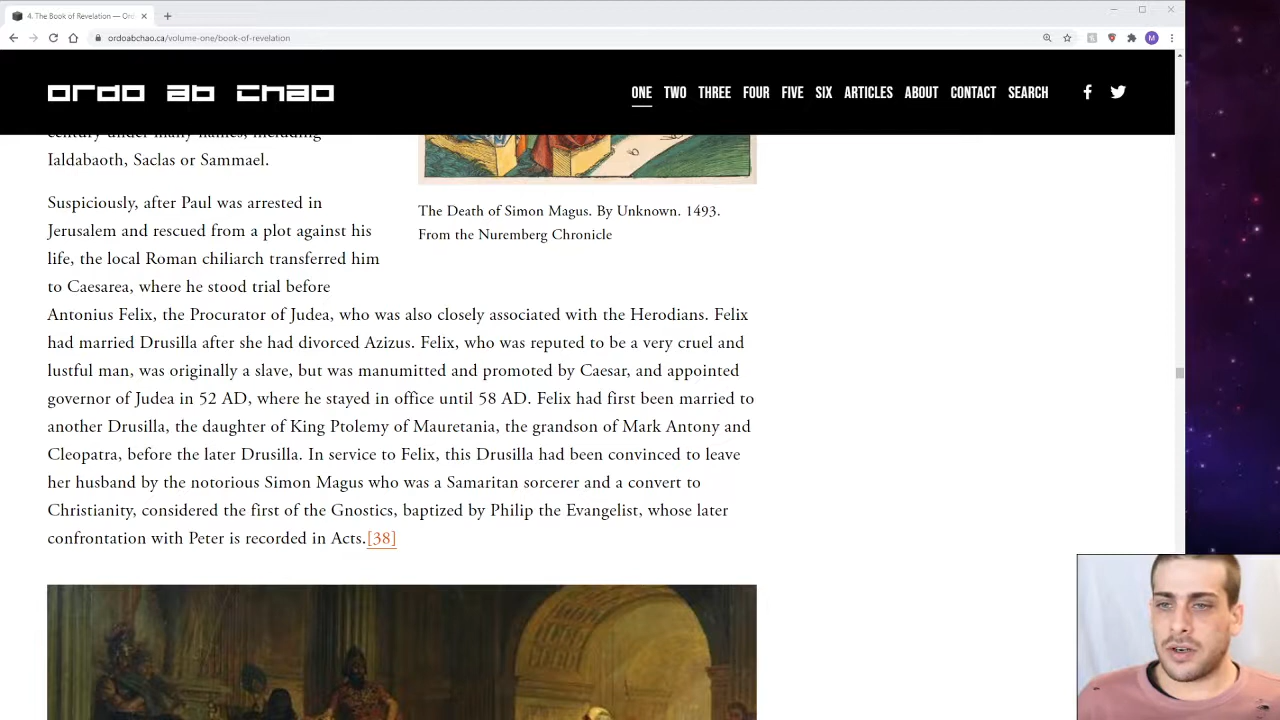 4. The Book of Revelation — Ord
ordoabchao.ca/volume-one/book-of-revelation
M
ordo ab chao
ONE TWO THREE FOUR FIVE SIX ARTICLES ABOUT CONTACT SEARCH
century under many names, including
Ialdabaoth, Saclas or Sammael.
The Death of Simon Magus. By Unknown. 1493.
From the Nuremberg Chronicle
Suspiciously, after Paul was arrested in
Jerusalem and rescued from a plot against his
life, the local Roman chiliarch transferred him
to Caesarea, where he stood trial before
Antonius Felix, the Procurator of Judea, who was also closely associated with the Herodians. Felix
had married Drusilla after she had divorced Azizus. Felix, who was reputed to be a very cruel and
lustful man, was originally a slave, but was manumitted and promoted by Caesar, and appointed
governor of Judea in 52 AD, where he stayed in office until 58 AD. Felix had first been married to
another Drusilla, the daughter of King Ptolemy of Mauretania, the grandson of Mark Antony and
Cleopatra, before the later Drusilla. In service to Felix, this Drusilla had been convinced to leave
her husband by the notorious Simon Magus who was a Samaritan sorcerer and a convert to
Christianity, considered the first of the Gnostics, baptized by Philip the Evangelist, whose later
confrontation with Peter is recorded in Acts.[38]